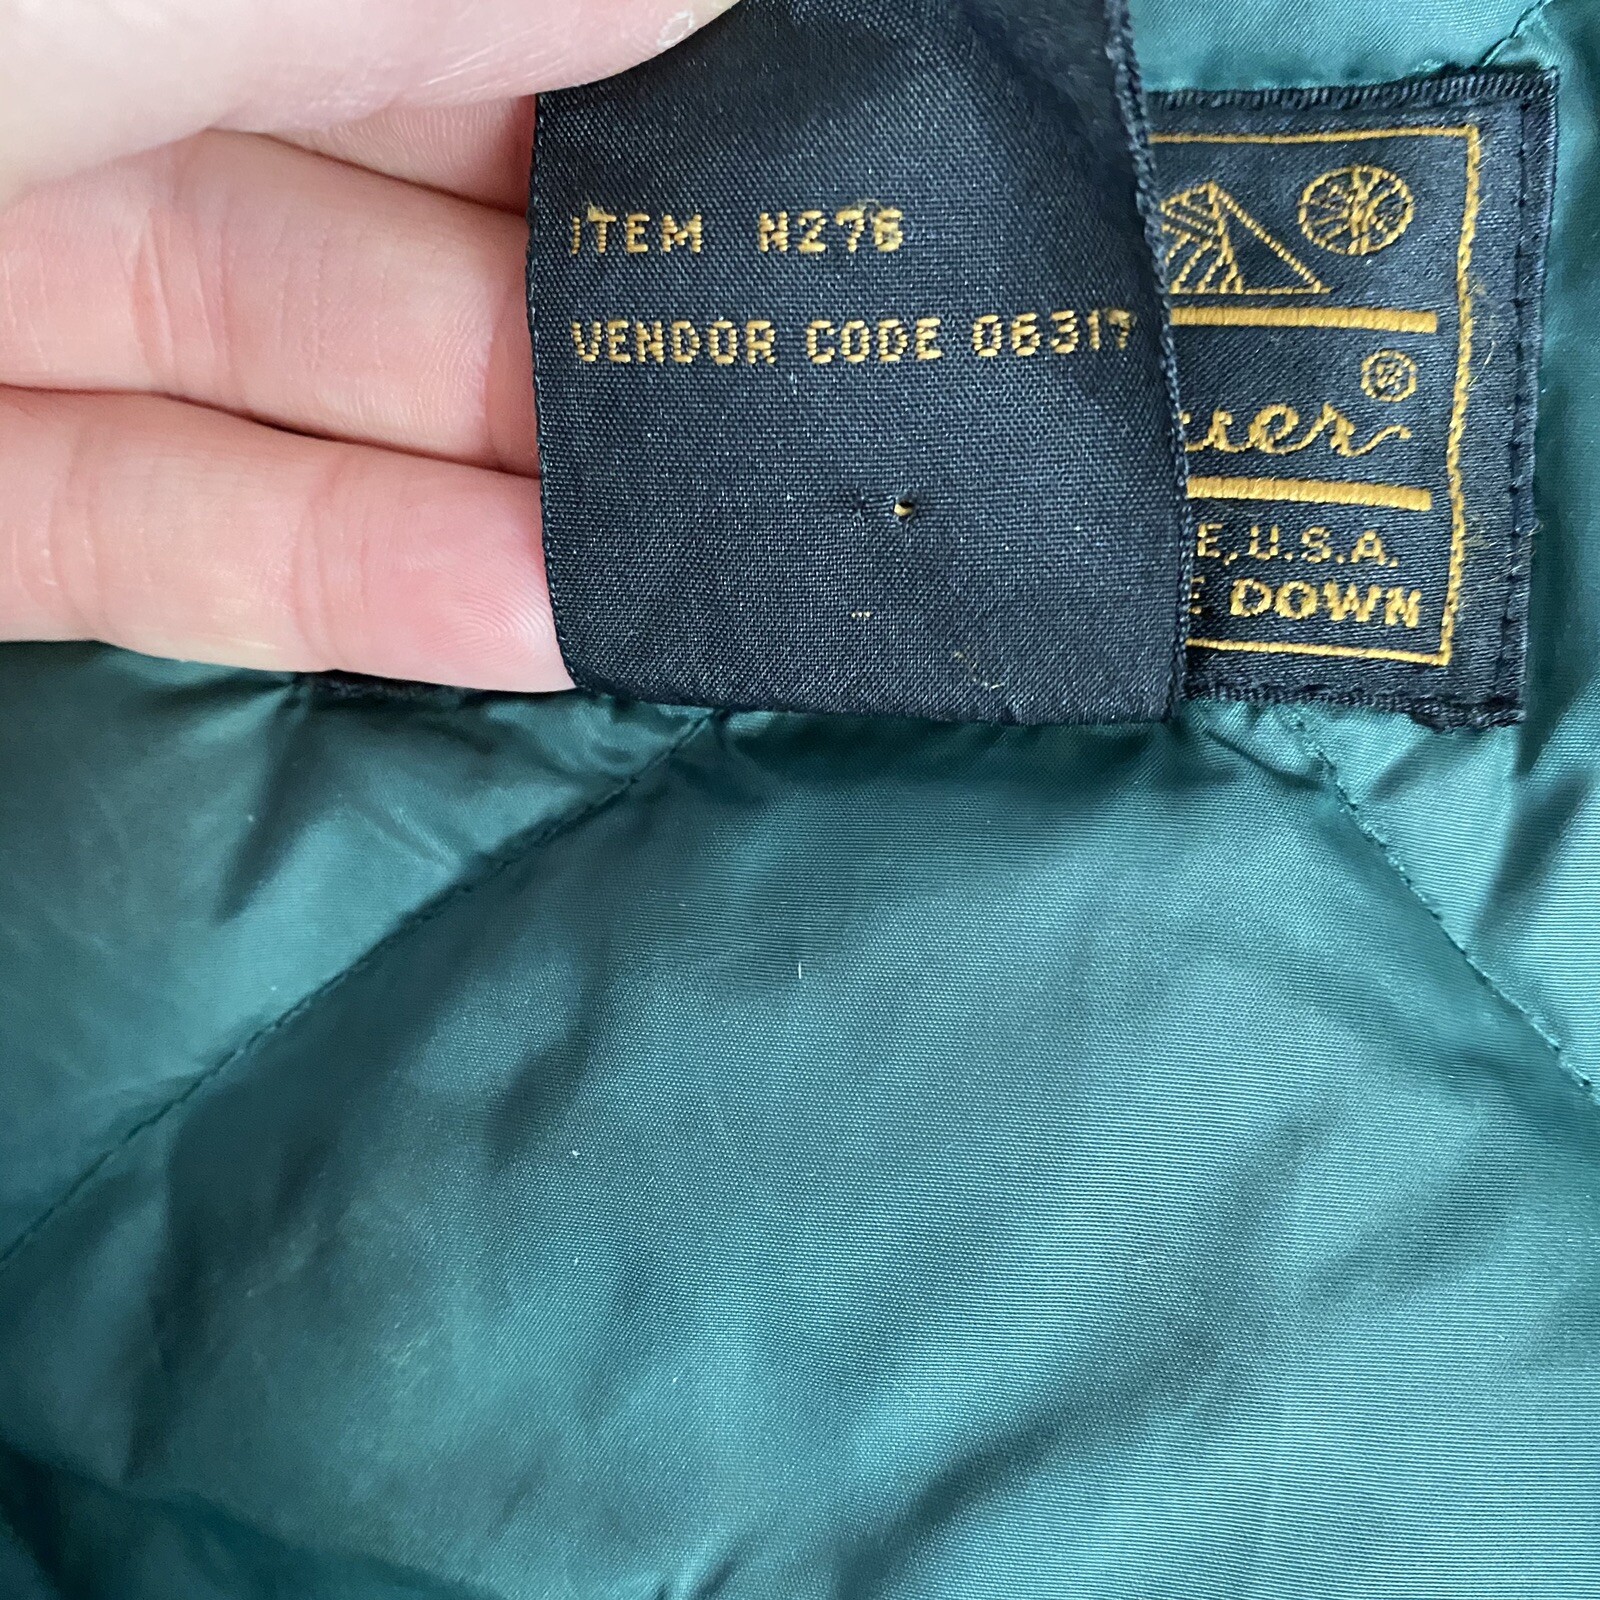 ITEM N276
VENDOR CODE 06317
uer®
E, U.S.A.
E DOWN